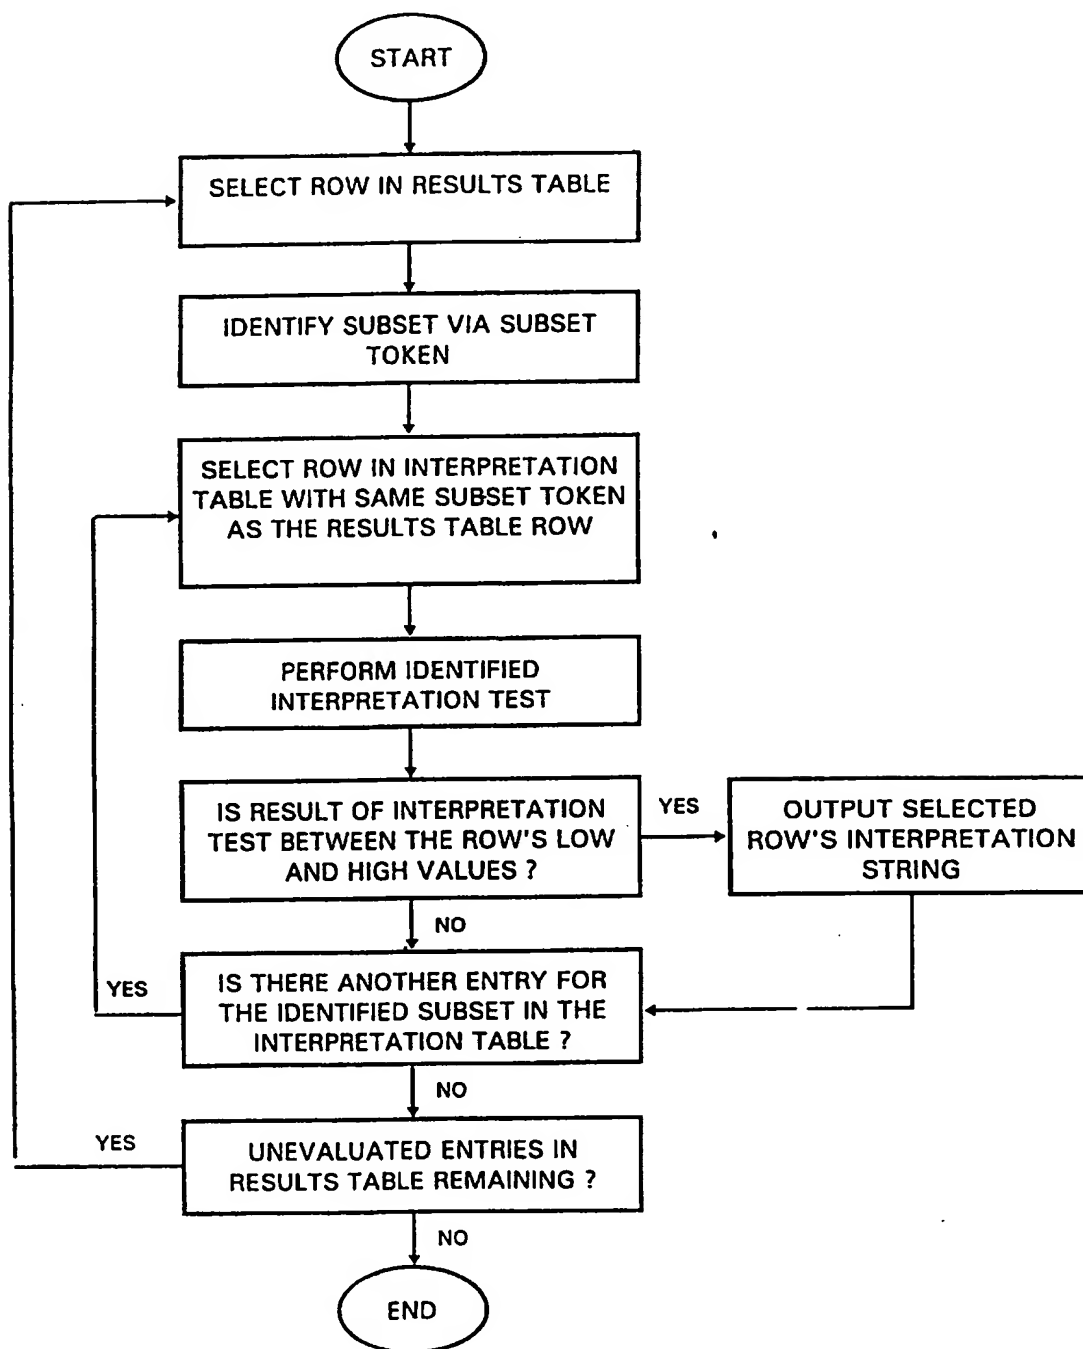 START
SELECT ROW IN RESULTS TABLE
IDENTIFY SUBSET VIA SUBSET
TOKEN
SELECT ROW IN INTERPRETATION
TABLE WITH SAME SUBSET TOKEN
AS THE RESULTS TABLE ROW
PERFORM IDENTIFIED
INTERPRETATION TEST
IS RESULT OF INTERPRETATION
TEST BETWEEN THE ROW'S LOW
AND HIGH VALUES ?
YES
OUTPUT SELECTED
ROW'S INTERPRETATION
STRING
NO
YES
IS THERE ANOTHER ENTRY FOR
THE IDENTIFIED SUBSET IN THE
INTERPRETATION TABLE ?
NO
YES
UNEVALUATED ENTRIES IN
RESULTS TABLE REMAINING ?
NO
END